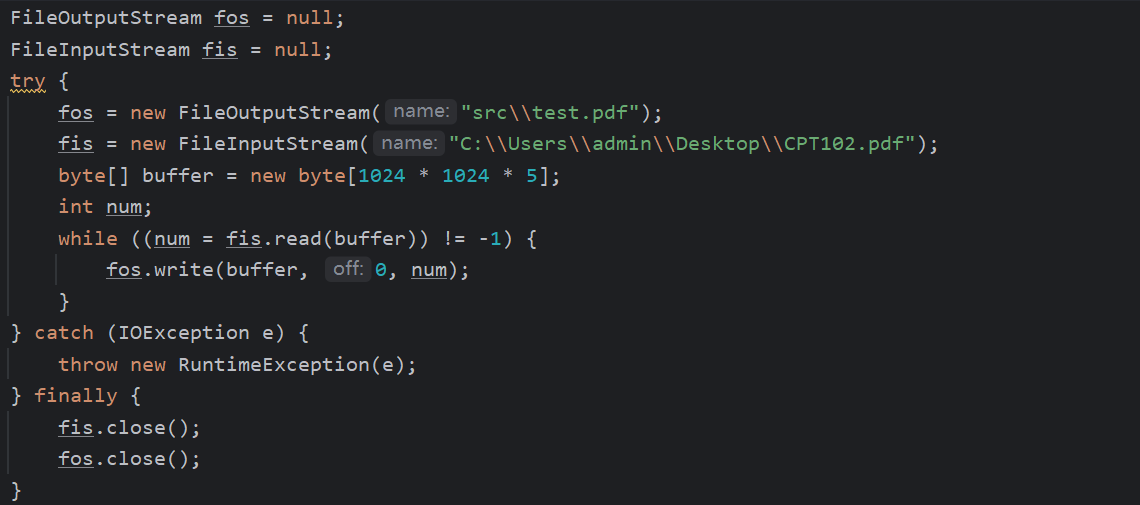 FileOutputStream fos = null;
FileInputStream fis = null;
try {
    fos = new FileOutputStream( name: "src\\test.pdf");
    fis = new FileInputStream( name: "C:\\Users\\admin\\Desktop\\CPT102.pdf");
    byte[] buffer = new byte[1024 * 1024 * 5];
    int num;
    while ((num = fis.read(buffer)) != -1) {
        fos.write(buffer, off: 0, num);
    }
} catch (IOException e) {
    throw new RuntimeException(e);
} finally {
    fis.close();
    fos.close();
}